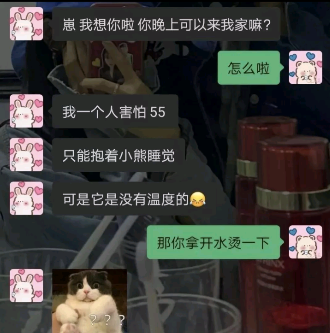 崽 我想你啦 你晚上可以来我家嘛?
怎么啦
我一个人害怕 55
只能抱着小熊睡觉
可是它是没有温度的
那你拿开水烫一下
? ? ?